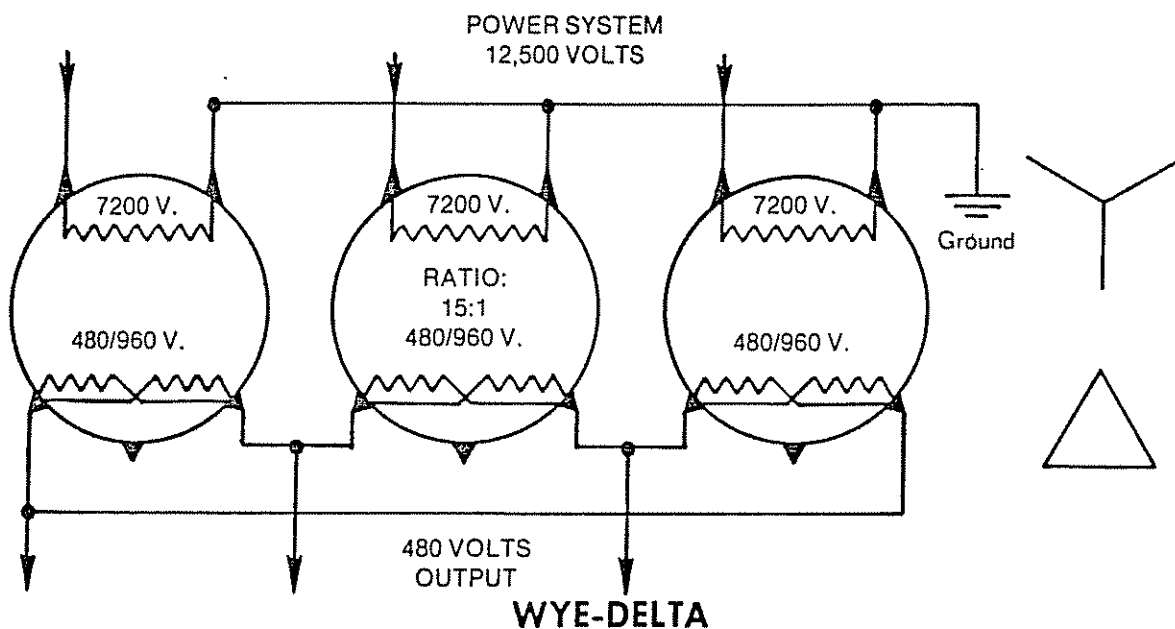 POWER SYSTEM
12,500 VOLTS
7200 V.
7200 V.
7200 V.
Ground
RATIO:
15:1
480/960 V.
480/960 V.
480/960 V.
480 VOLTS
OUTPUT
WYE-DELTA